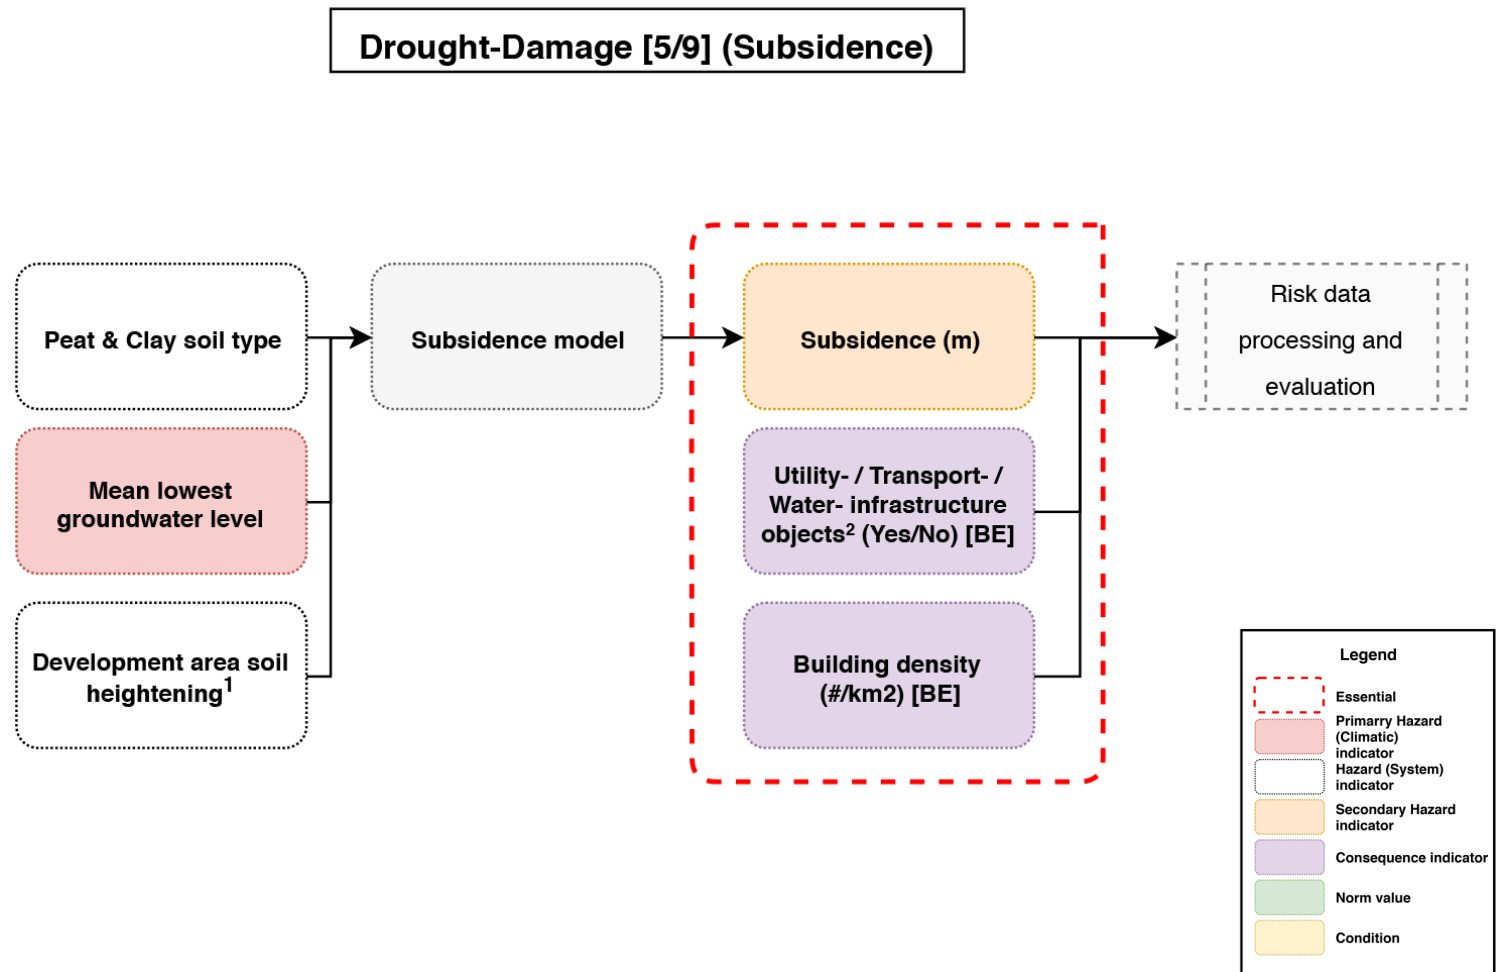 Drought-Damage [5/9] (Subsidence)
Peat & Clay soil type
Subsidence model
Subsidence (m)
Risk data
processing and
evaluation
Mean lowest
groundwater level
Utility- / Transport- /
Water- infrastructure
objects² (Yes/No) [BE]
Development area soil
heightening¹
Building density
(#/km2) [BE]
Legend
Essential
Primarry Hazard
(Climatic)
indicator
Hazard (System)
indicator
Secondary Hazard
indicator
Consequence indicator
Norm value
Condition